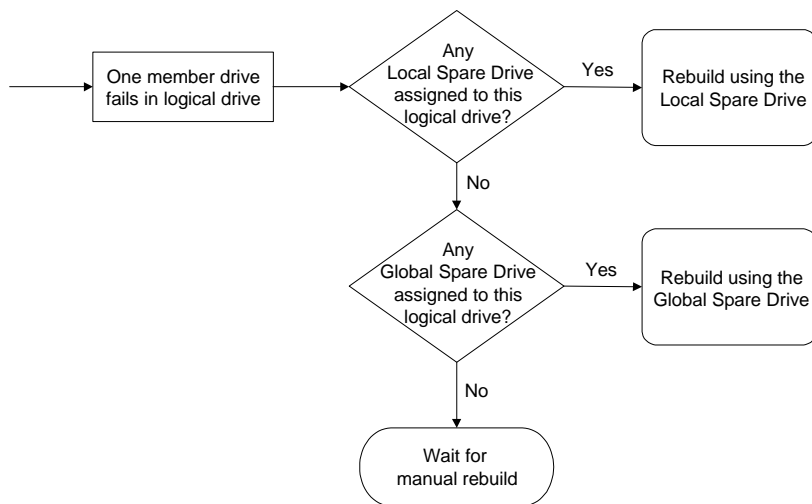 One member drive
fails in logical drive
Any
Local Spare Drive
assigned to this
logical drive?
Yes
Rebuild using the
Local Spare Drive
No
Any
Global Spare Drive
assigned to this
logical drive?
Yes
Rebuild using the
Global Spare Drive
No
Wait for
manual rebuild